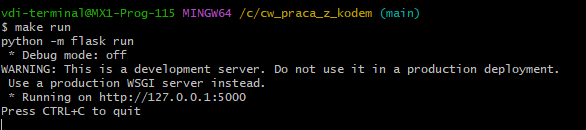 vdi-terminal@MX1-Prog-115 MINGW64 /c/cw_praca_z_kodem (main)
$ make run
python -m flask run
 * Debug mode: off
WARNING: This is a development server. Do not use it in a production deployment.
 Use a production WSGI server instead.
 * Running on http://127.0.0.1:5000
Press CTRL+C to quit